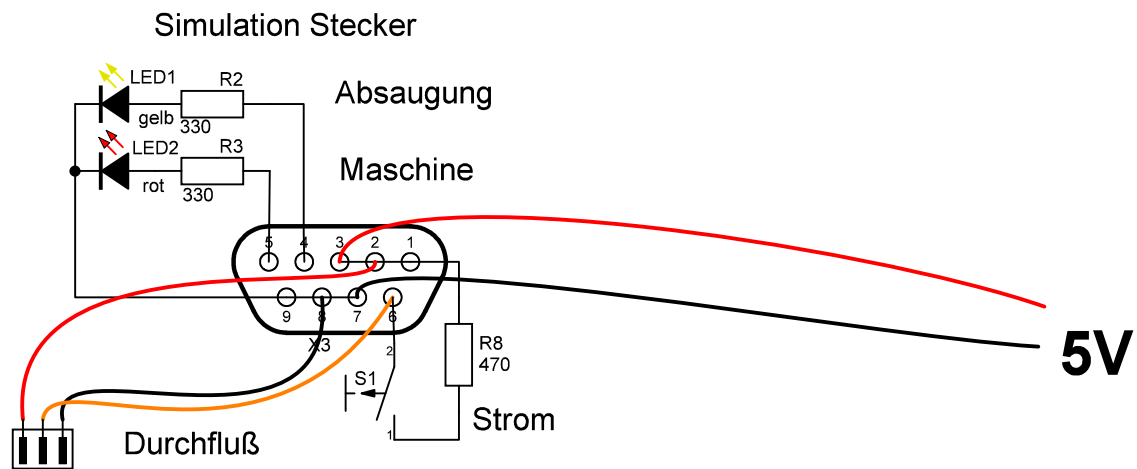 Simulation Stecker
LED1
R2
Absaugung
gelb
330
LED2
R3
Maschine
rot
330
5
4
3
2
1
9
8
7
6
X3
2
R8
470
5V
S1
1
Strom
Durchfluß